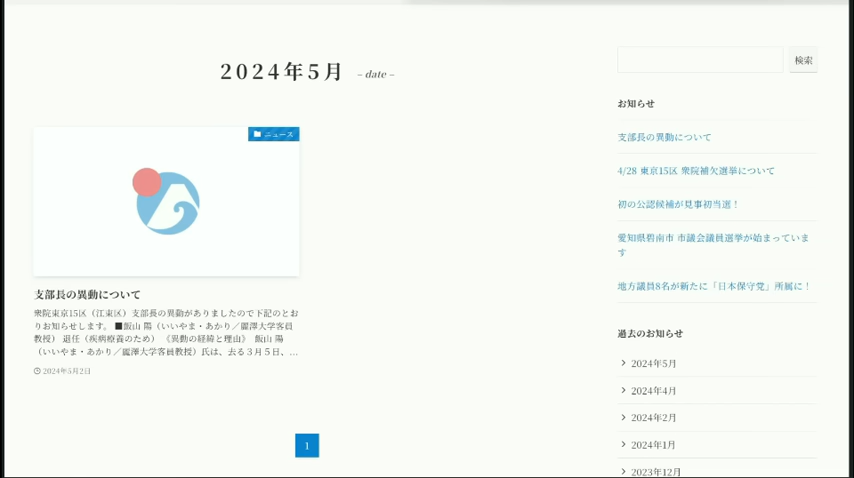 2024年5月 – date –
検索
お知らせ
支部長の異動について
4/28 東京15区 衆院補欠選挙について
初の公認候補が見事初当選！
愛知県碧南市 市議会議員選挙が始まっていま
す
地方議員8名が新たに「日本保守党」所属に！
過去のお知らせ
2024年5月
2024年4月
2024年2月
2024年1月
2023年12月
ニュース
支部長の異動について
衆院東京15区（江東区）支部長の異動がありましたので下記のとお
りお知らせします。 ■飯山 陽（いいやま・あかり／麗澤大学客員
教授） 退任（疾病療養のため） 《異動の経緯と理由》 飯山 陽
（いいやま・あかり／麗澤大学客員教授）氏は、去る３月５日、...
2024年5月2日
1